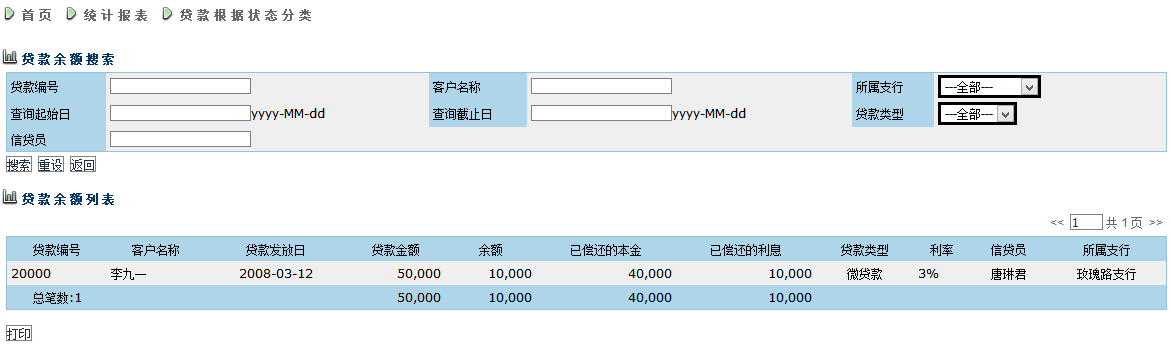 首页 统计报表 贷款根据状态分类
贷款余额搜索
贷款编号 客户名称 所属支行 ---全部---
查询起始日 yyyy-MM-dd 查询截止日 yyyy-MM-dd 贷款类型 ---全部---
信贷员
搜索 重设 返回
贷款余额列表
<< 1 共 1页 >>
贷款编号 客户名称 贷款发放日 贷款金额 余额 已偿还的本金 已偿还的利息 贷款类型 利率 信贷员 所属支行
20000 李九一 2008-03-12 50,000 10,000 40,000 10,000 微贷款 3% 唐琳君 玫瑰路支行
总笔数:1 50,000 10,000 40,000 10,000
打印